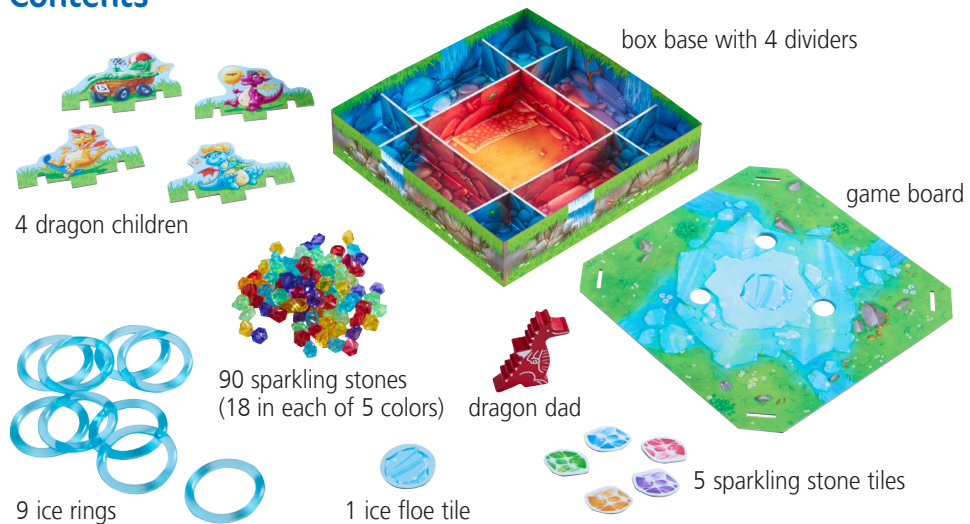 Contents
box base with 4 dividers
game board
4 dragon children
90 sparkling stones
(18 in each of 5 colors)
dragon dad
9 ice rings
1 ice floe tile
5 sparkling stone tiles